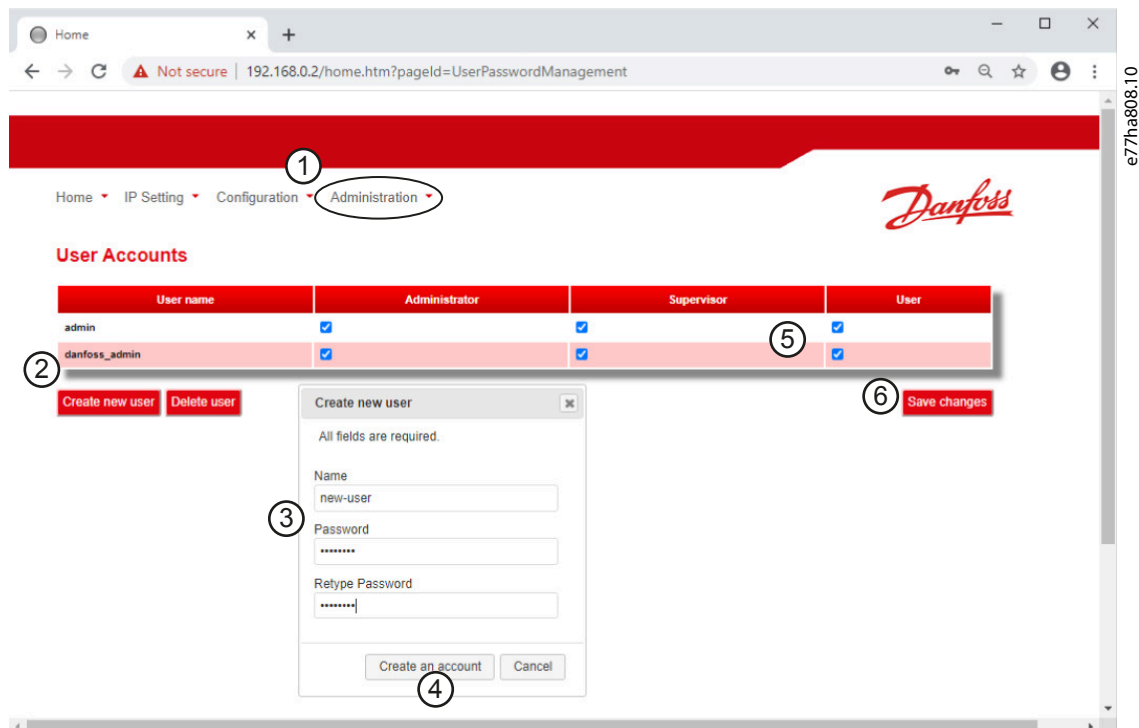 Home
Not secure 192.168.0.2/home.htm?pageId=UserPasswordManagement
e77ha808.10
1
Home IP Setting Configuration Administration
Danfoss
User Accounts
User name Administrator Supervisor User
admin
5
danfoss_admin
2
Create new user Delete user
6
Save changes
Create new user
All fields are required.
Name
new-user
3
Password
••••••••
Retype Password
••••••••
Create an account Cancel
4